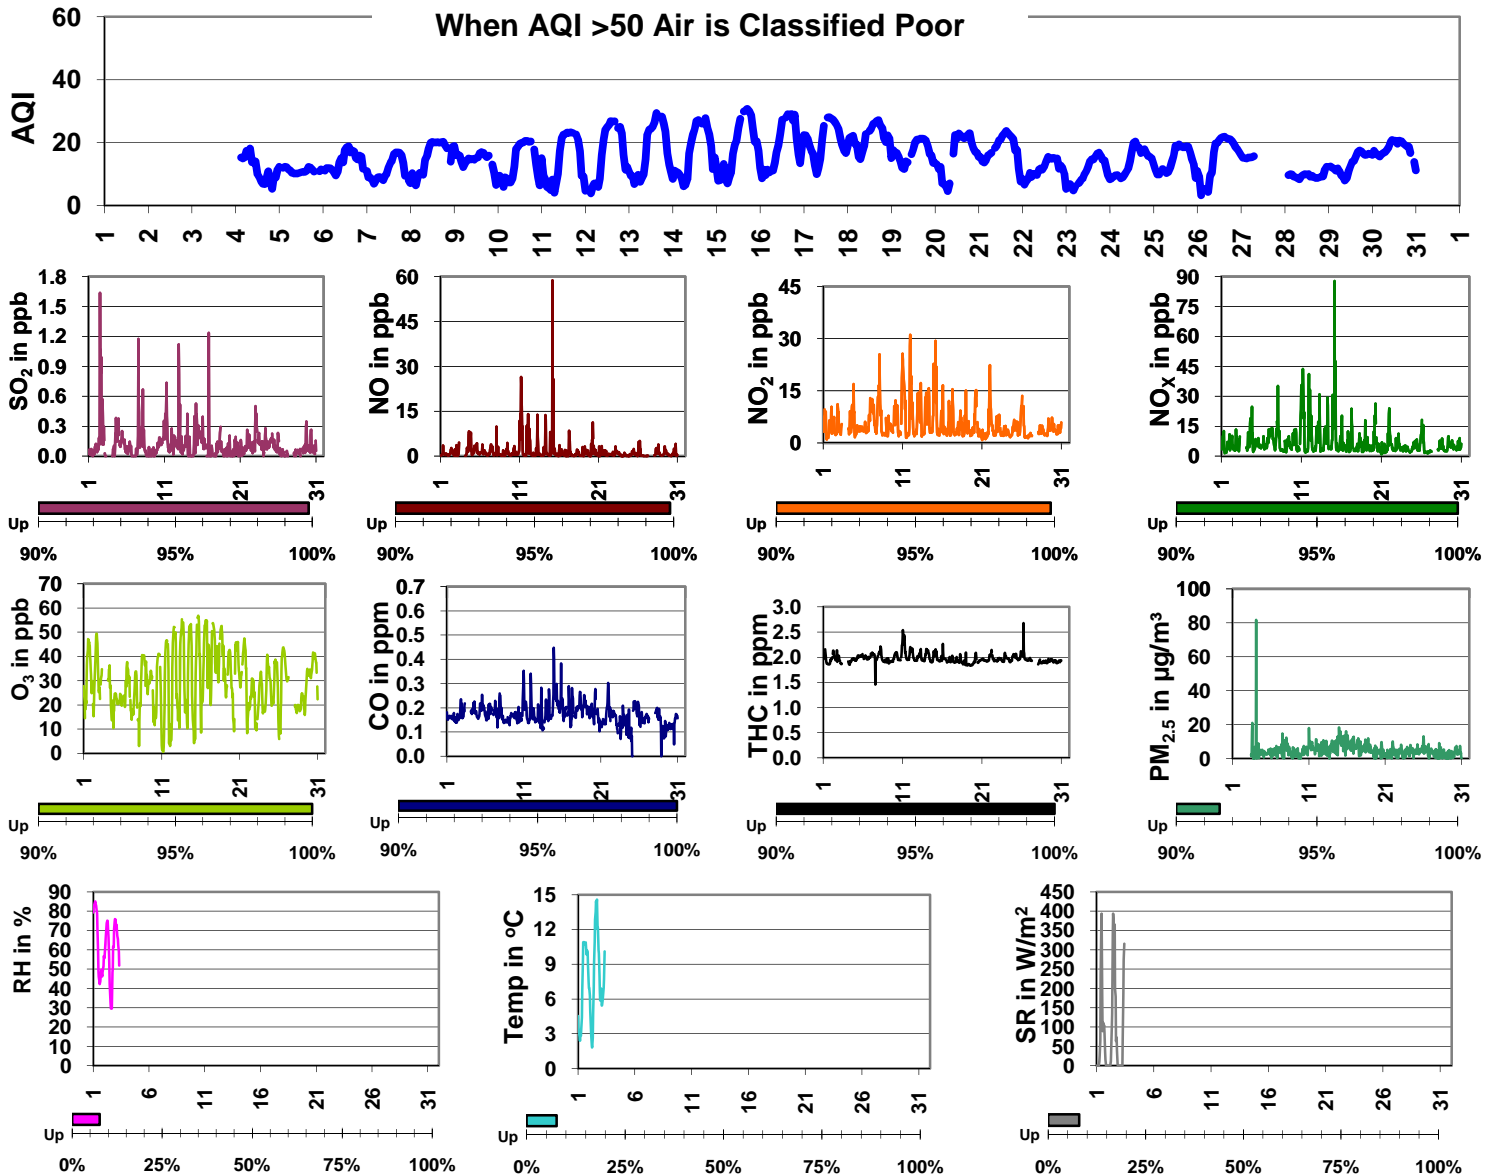 When AQI >50 Air is Classified Poor
AQI
60
40
20
0
1 2 3 4 5 6 7 8 9 10 11 12 13 14 15 16 17 18 19 20 21 22 23 24 25 26 27 28 29 30 31 1
SO2 in ppb
1.8
1.5
1.2
0.9
0.6
0.3
0.0
1 11 21 31
Up
90% 95% 100%
NO in ppb
60
45
30
15
0
1 11 21 31
Up
90% 95% 100%
NO2 in ppb
45
30
15
0
1 11 21 31
Up
90% 95% 100%
NOX in ppb
90
75
60
45
30
15
0
1 11 21 31
Up
90% 95% 100%
O3 in ppb
70
60
50
40
30
20
10
0
1 11 21 31
Up
90% 95% 100%
CO in ppm
0.7
0.6
0.5
0.4
0.3
0.2
0.1
0.0
1 11 21 31
Up
90% 95% 100%
THC in ppm
3.0
2.5
2.0
1.5
1.0
0.5
0.0
1 11 21 31
Up
90% 95% 100%
PM2.5 in µg/m³
100
80
60
40
20
0
1 11 21 31
Up
90% 95% 100%
RH in %
90
80
70
60
50
40
30
20
10
0
1 6 11 16 21 26 31
Up
0% 25% 50% 75% 100%
Temp in ºC
15
12
9
6
3
0
1 6 11 16 21 26 31
Up
0% 25% 50% 75% 100%
SR in W/m²
450
400
350
300
250
200
150
100
50
0
1 6 11 16 21 26 31
Up
0% 25% 50% 75% 100%